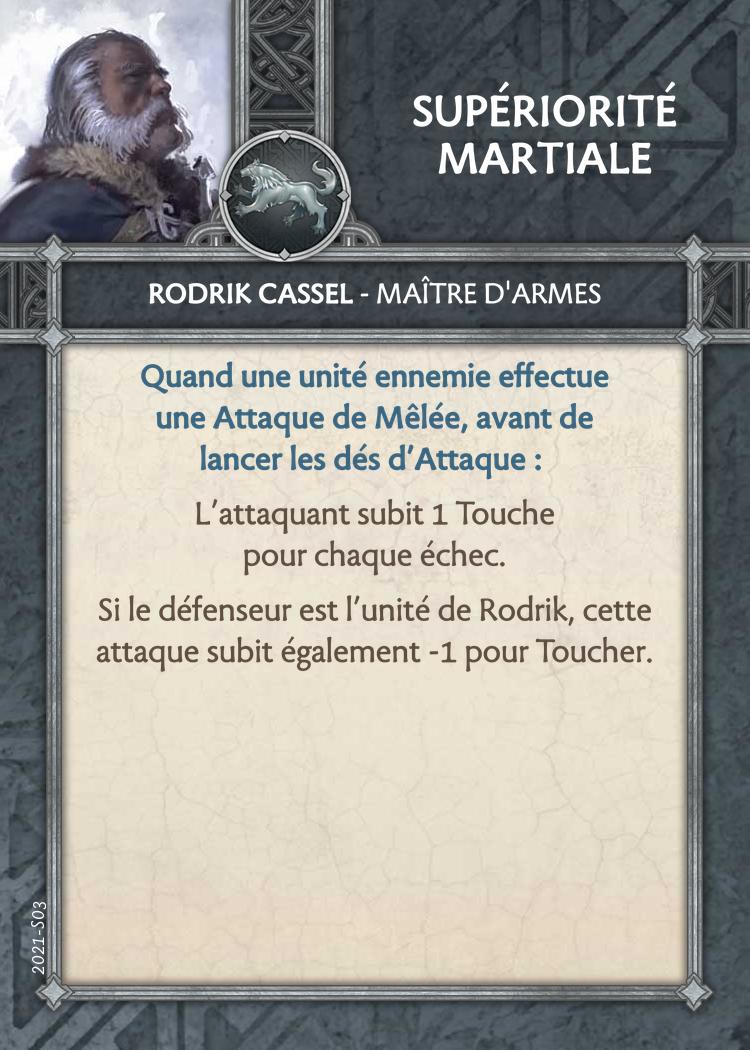 SUPÉRIORITÉ
MARTIALE
RODRIK CASSEL - MAÎTRE D'ARMES
Quand une unité ennemie effectue
une Attaque de Mêlée, avant de
lancer les dés d’Attaque :
L’attaquant subit 1 Touche
pour chaque échec.
Si le défenseur est l’unité de Rodrik, cette
attaque subit également -1 pour Toucher.
2021-S03